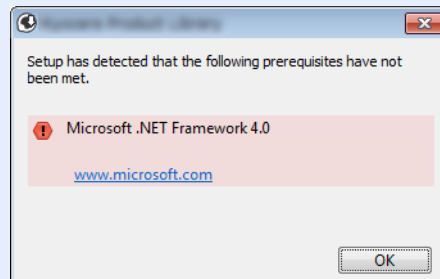 Setup has detected that the following prerequisites have not
been met.
Microsoft .NET Framework 4.0
www.microsoft.com
OK